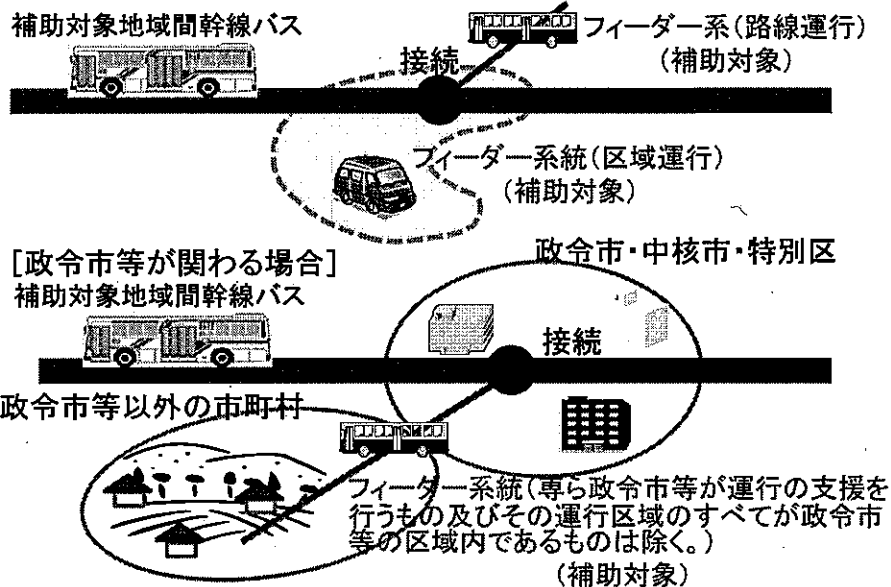 補助対象地域間幹線バス
フィーダー系(路線運行)
(補助対象)
接続
フィーダー系統(区域運行)
(補助対象)
[政令市等が関わる場合]
補助対象地域間幹線バス
政令市・中核市・特別区
接続
政令市等以外の市町村
フィーダー系統(専ら政令市等が運行の支援を
行うもの及びその運行区域のすべてが政令市
等の区域内であるものは除く。)
(補助対象)